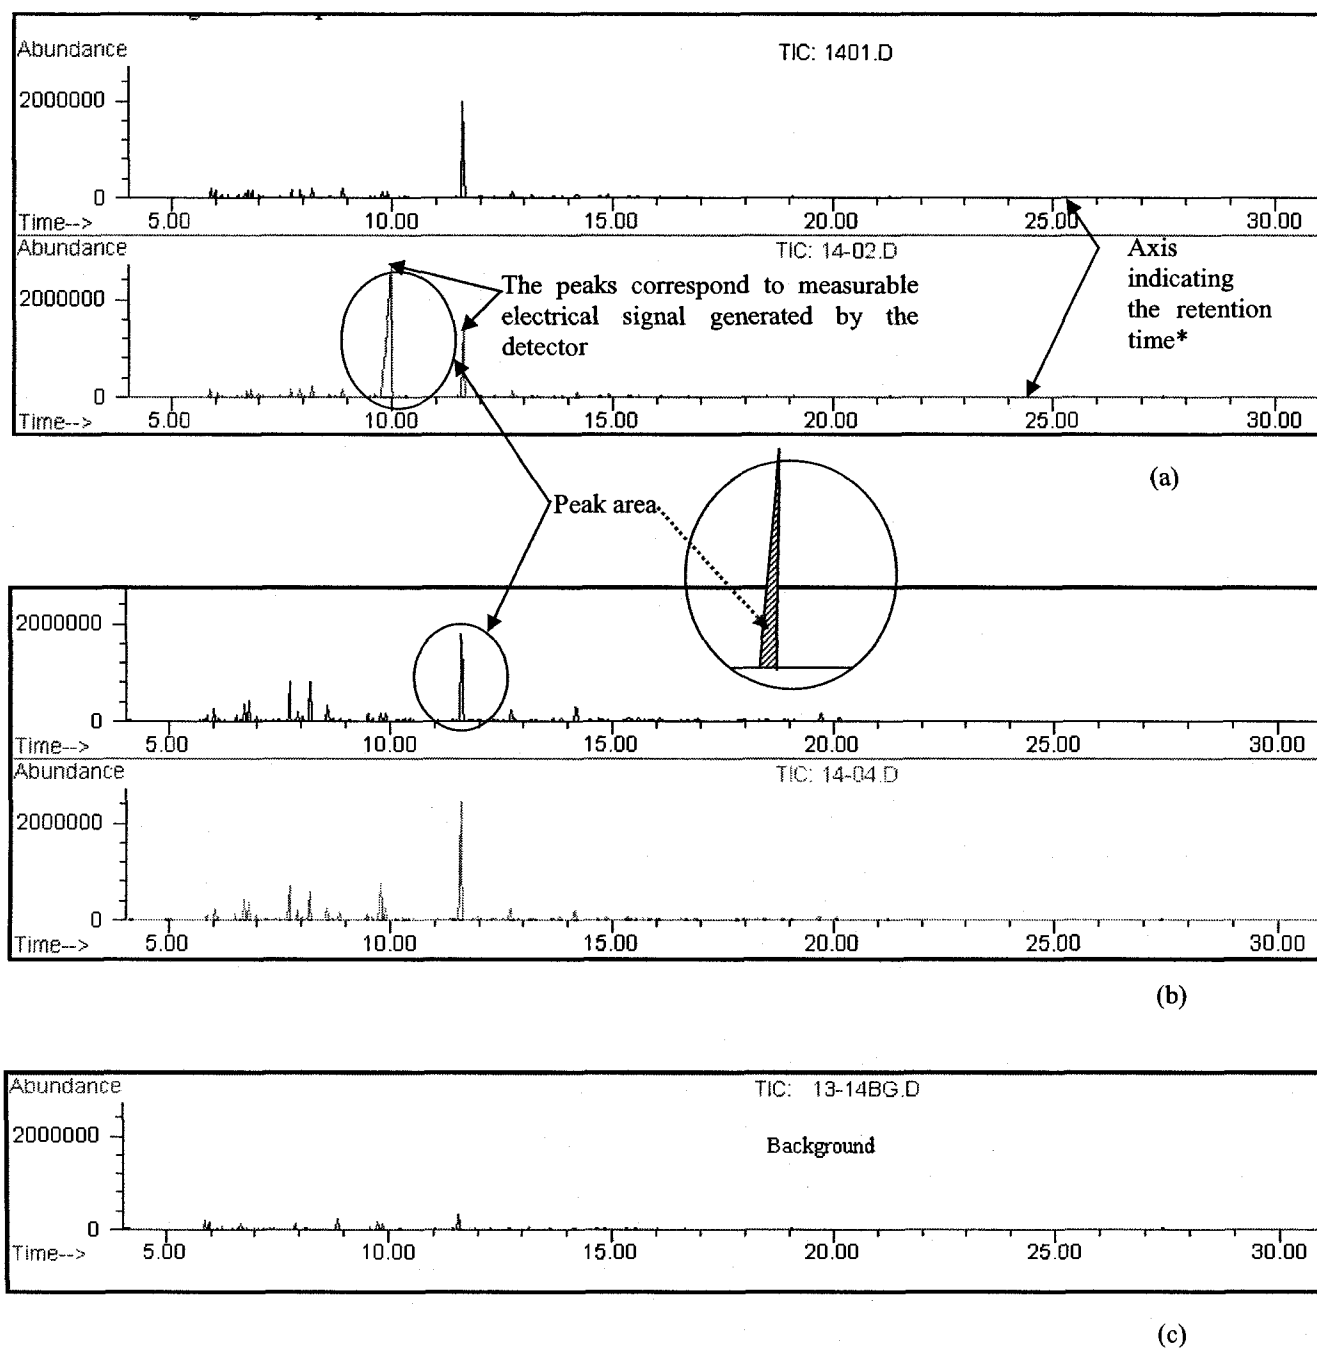 Abundance
TIC: 1401.D
2000000
0
Time-->
5.00 10.00 15.00 20.00 25.00 30.00
Abundance
TIC: 14-02.D
2000000
0
Time-->
5.00 10.00 15.00 20.00 25.00 30.00
The peaks correspond to measurable
electrical signal generated by the
detector
Axis
indicating
the retention
time*
(a)
Peak area
2000000
0
Time-->
5.00 10.00 15.00 20.00 25.00 30.00
Abundance
TIC: 14-04.D
2000000
0
Time-->
5.00 10.00 15.00 20.00 25.00 30.00
(b)
Abundance
TIC: 13-14BG.D
2000000
Background
0
Time-->
5.00 10.00 15.00 20.00 25.00 30.00
(c)